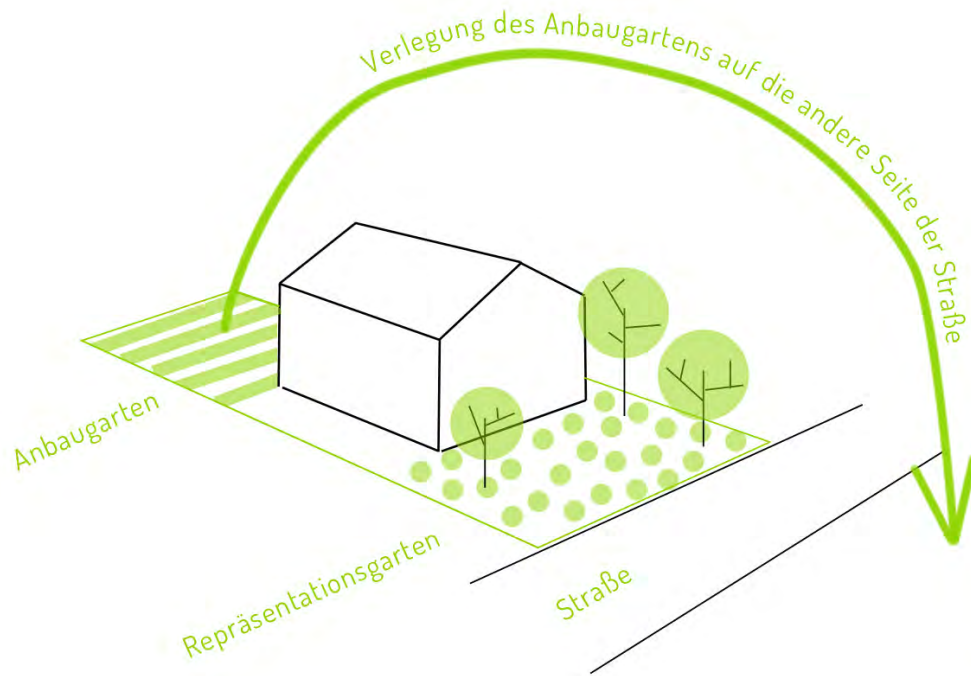 Verlegung des Anbaugartens auf die andere Seite der Straße
Anbaugarten
Repräsentationsgarten
Straße